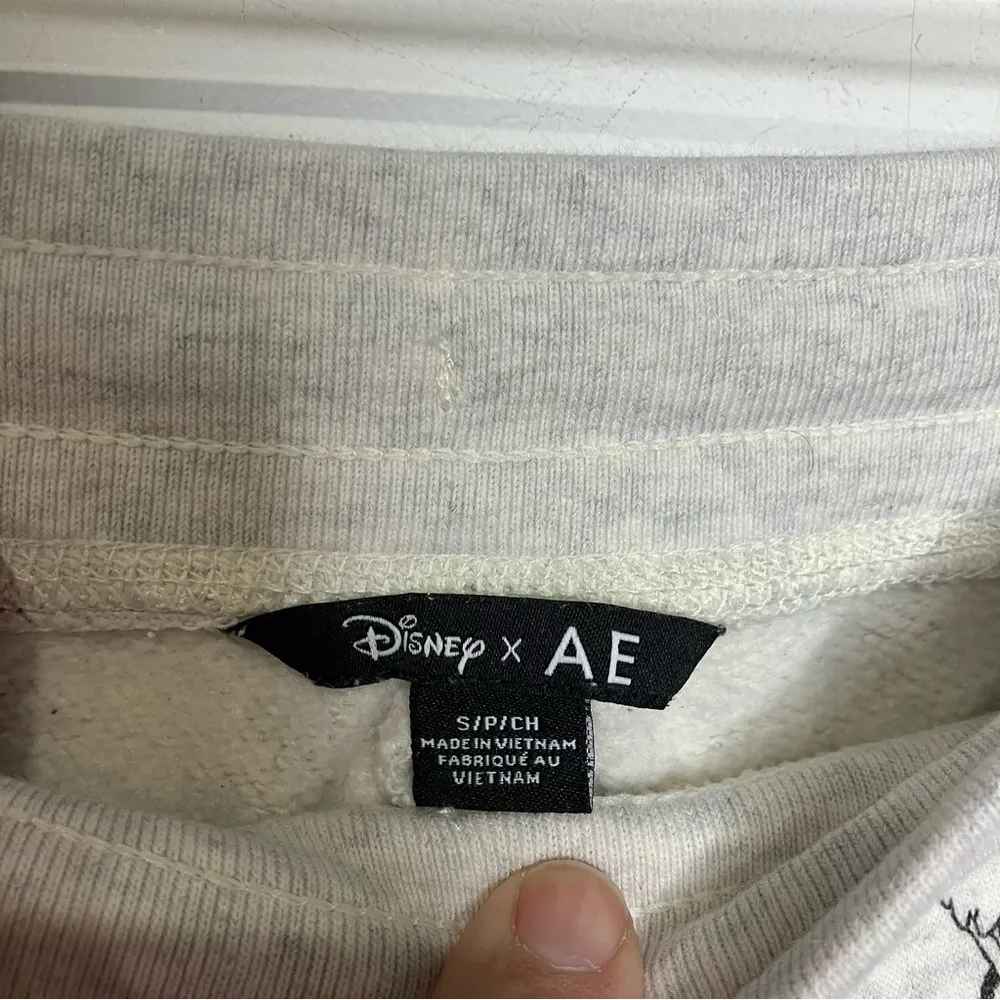 Disney x AE
S/P/CH
MADE IN VIETNAM
FABRIQUÉ AU
VIETNAM